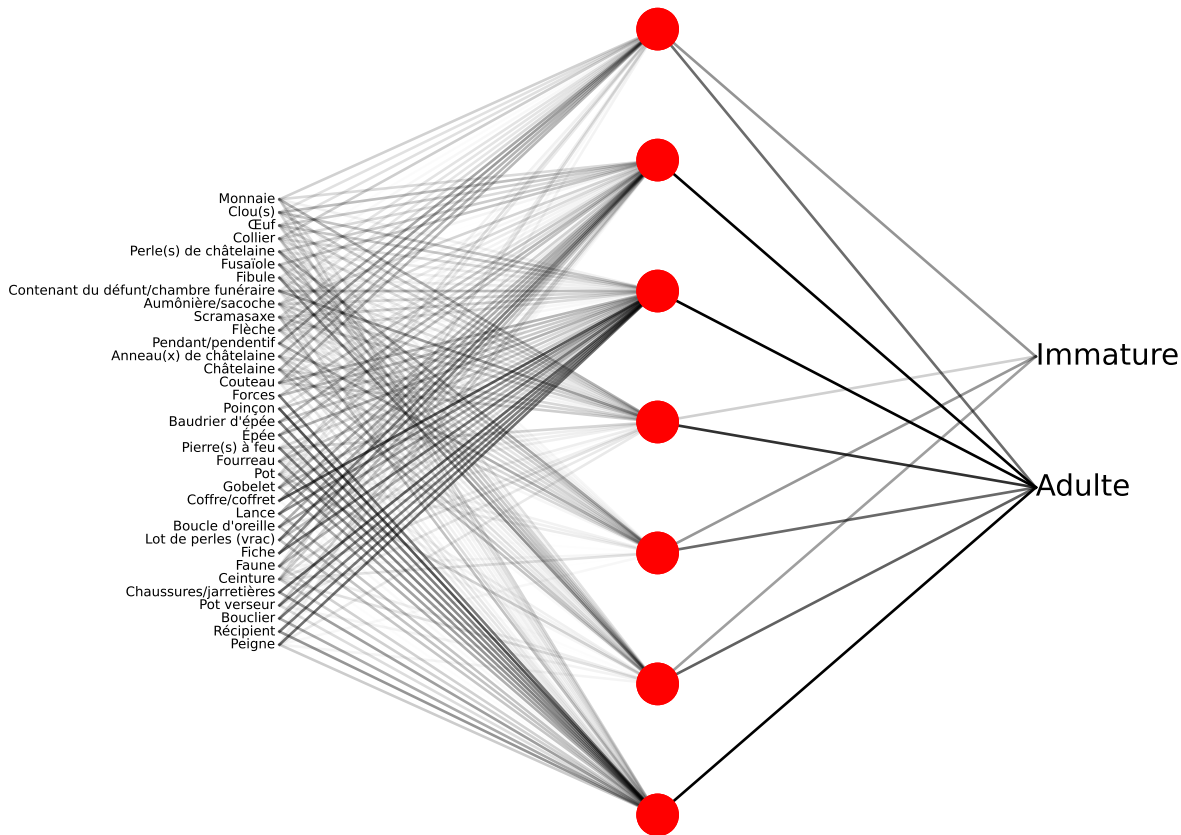 Monnaie
Clou(s)
Œuf
Collier
Perle(s) de châtelaine
Fusaïole
Fibule
Contenant du défunt/chambre funéraire
Aumônière/sacoche
Scramasaxe
Flèche
Pendant/pendentif
Anneau(x) de châtelaine
Châtelaine
Couteau
Forces
Poinçon
Baudrier d'épée
Épée
Pierre(s) à feu
Fourreau
Pot
Gobelet
Coffre/coffret
Lance
Boucle d'oreille
Lot de perles (vrac)
Fiche
Faune
Ceinture
Chaussures/jarretières
Pot verseur
Bouclier
Récipient
Peigne
Immature
Adulte